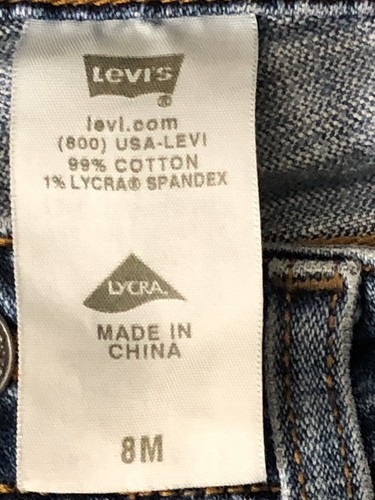 Levi's
®
levi.com
(800) USA-LEVI
99% COTTON
1% LYCRA® SPANDEX
LYCRA.
MADE IN
CHINA
8M